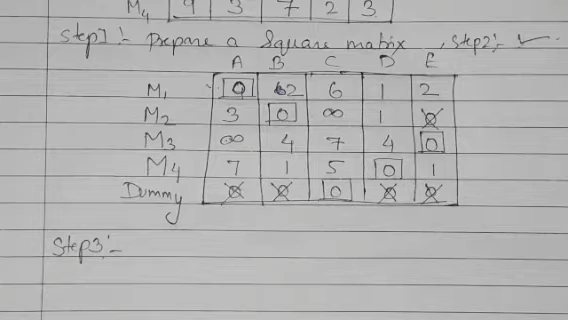 M4 9 3 7 2 3
Step1:- Prepare a Square matrix, Step2:-
A B C D E
M1 0 2 6 1 2
M2 3 0 ∞ 1 0
M3 ∞ 4 7 4 0
M4 7 1 5 0 1
Dummy 0 0 0 0 0
Step3:-